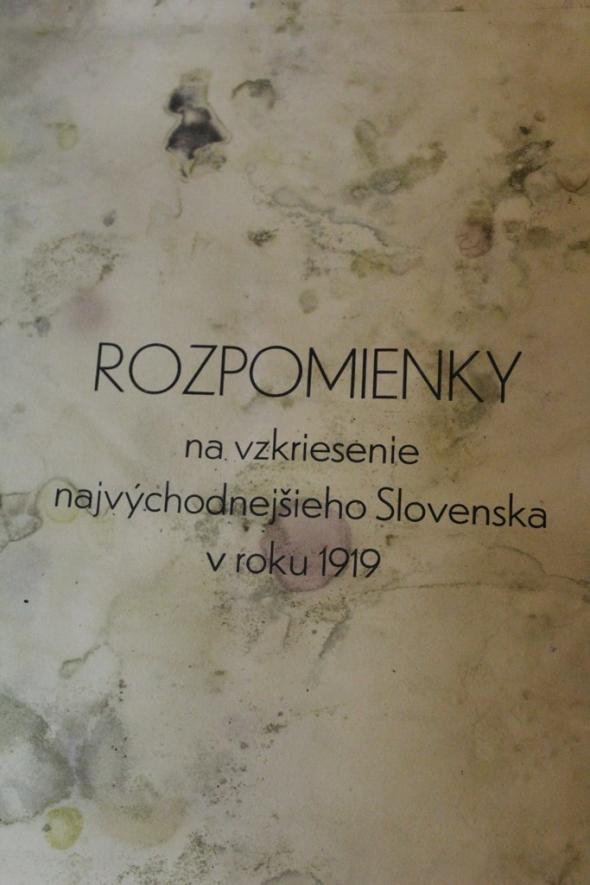 ROZPOMIENKY
na vzkriesenie
najvýchodnejšieho Slovenska
v roku 1919